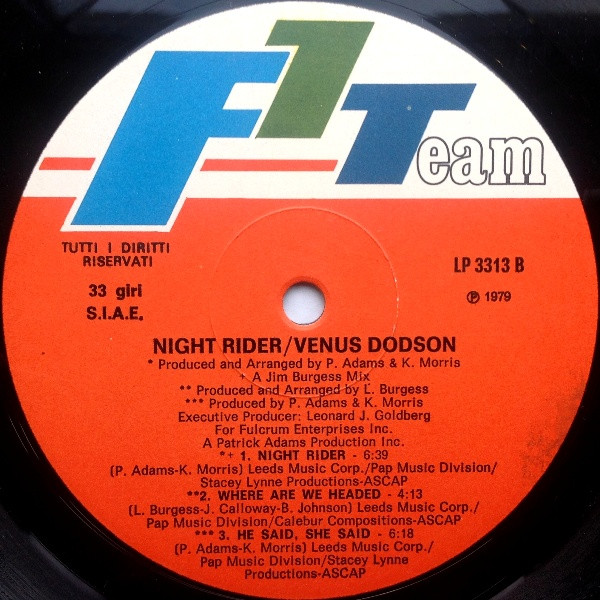 F1 Team
TUTTI I DIRITTI
RISERVATI
33 giri
S.I.A.E.
LP 3313 B
℗ 1979
NIGHT RIDER/VENUS DODSON
* Produced and Arranged by P. Adams & K. Morris
+ A Jim Burgess Mix
** Produced and Arranged by L. Burgess
*** Produced by P. Adams & K. Morris
Executive Producer: Leonard J. Goldberg
For Fulcrum Enterprises Inc.
A Patrick Adams Production Inc.
*+ 1. NIGHT RIDER - 6:39
(P. Adams-K. Morris) Leeds Music Corp./Pap Music Division/
Stacey Lynne Productions-ASCAP
**2. WHERE ARE WE HEADED - 4:13
(L. Burgess-J. Calloway-B. Johnson) Leeds Music Corp./
Pap Music Division/Calebur Compositions-ASCAP
*** 3. HE SAID, SHE SAID - 6:18
(P. Adams-K. Morris) Leeds Music Corp./
Pap Music Division/Stacey Lynne
Productions-ASCAP